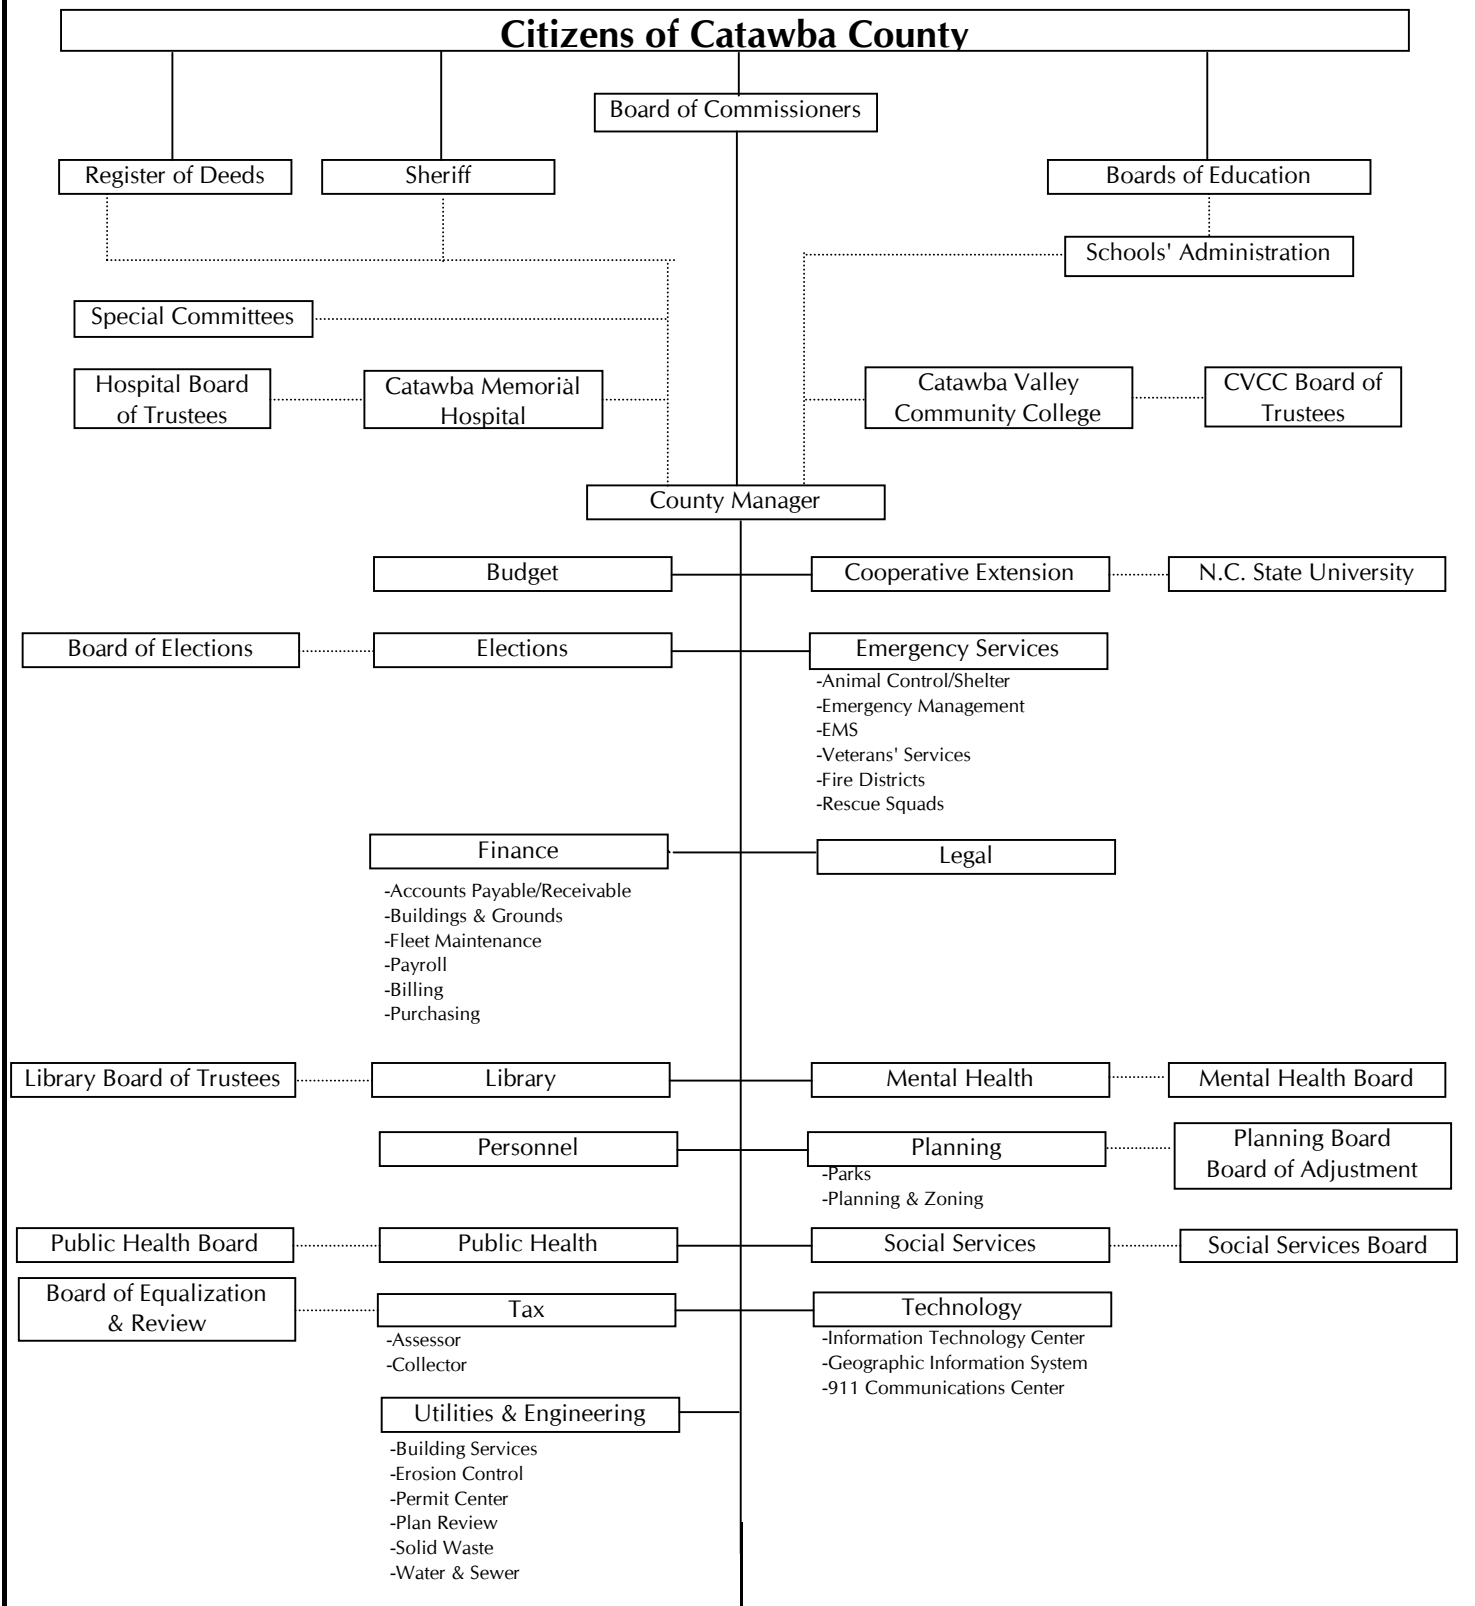 Citizens of Catawba County
Board of Commissioners
Register of Deeds
Sheriff
Boards of Education
Schools' Administration
Special Committees
Hospital Board
of Trustees
Catawba Memorial
Hospital
Catawba Valley
Community College
CVCC Board of
Trustees
County Manager
Budget
Cooperative Extension
N.C. State University
Board of Elections
Elections
Emergency Services
-Animal Control/Shelter
-Emergency Management
-EMS
-Veterans' Services
-Fire Districts
-Rescue Squads
Finance
Legal
-Accounts Payable/Receivable
-Buildings & Grounds
-Fleet Maintenance
-Payroll
-Billing
-Purchasing
Library Board of Trustees
Library
Mental Health
Mental Health Board
Personnel
Planning
-Parks
-Planning & Zoning
Planning Board
Board of Adjustment
Public Health Board
Public Health
Social Services
Social Services Board
Board of Equalization
& Review
Tax
-Assessor
-Collector
Technology
-Information Technology Center
-Geographic Information System
-911 Communications Center
Utilities & Engineering
-Building Services
-Erosion Control
-Permit Center
-Plan Review
-Solid Waste
-Water & Sewer